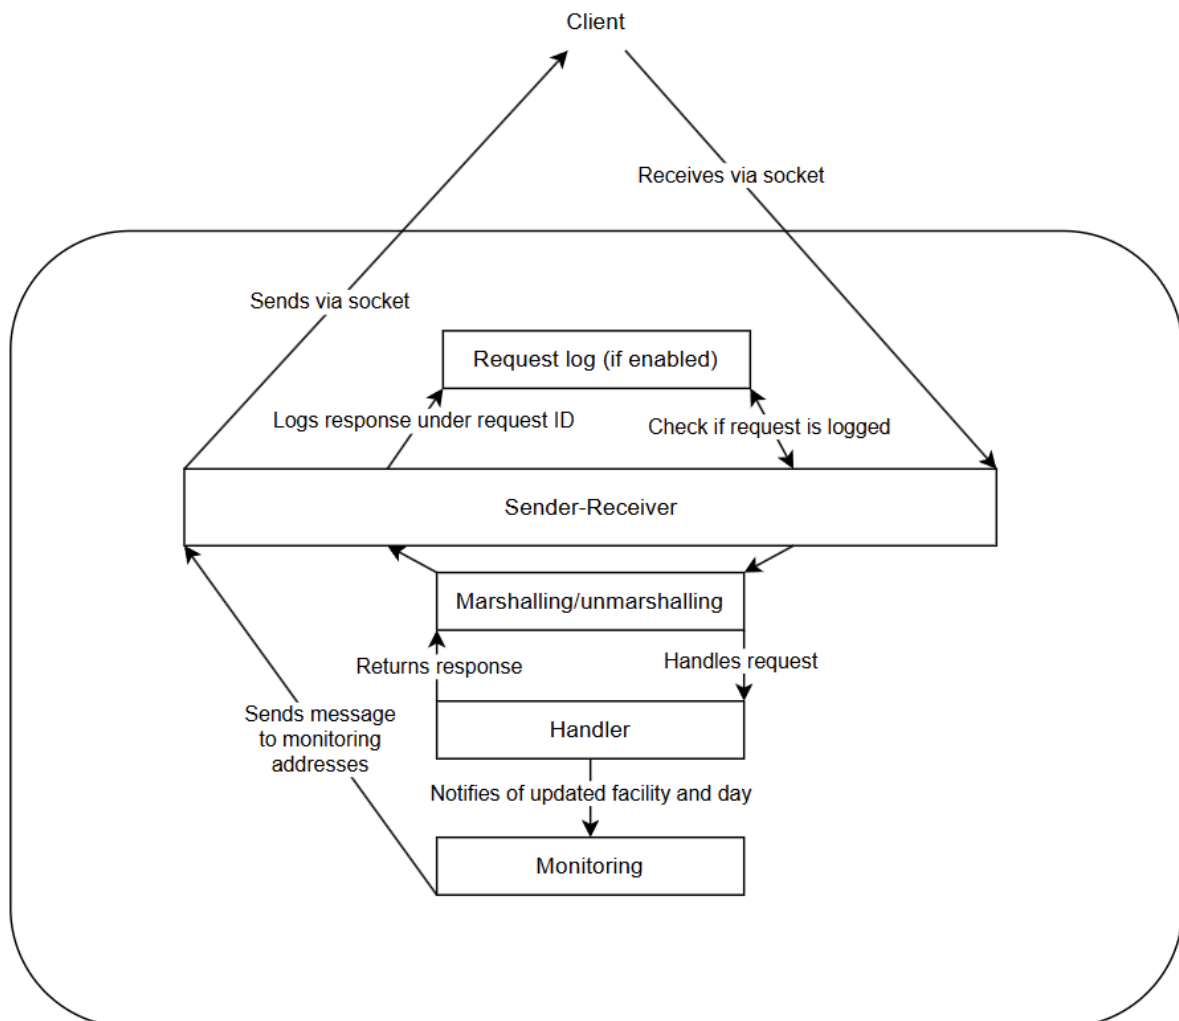 Client
Receives via socket
Sends via socket
Request log (if enabled)
Logs response under request ID
Check if request is logged
Sender-Receiver
Marshalling/unmarshalling
Returns response
Handles request
Sends message
to monitoring
addresses
Handler
Notifies of updated facility and day
Monitoring